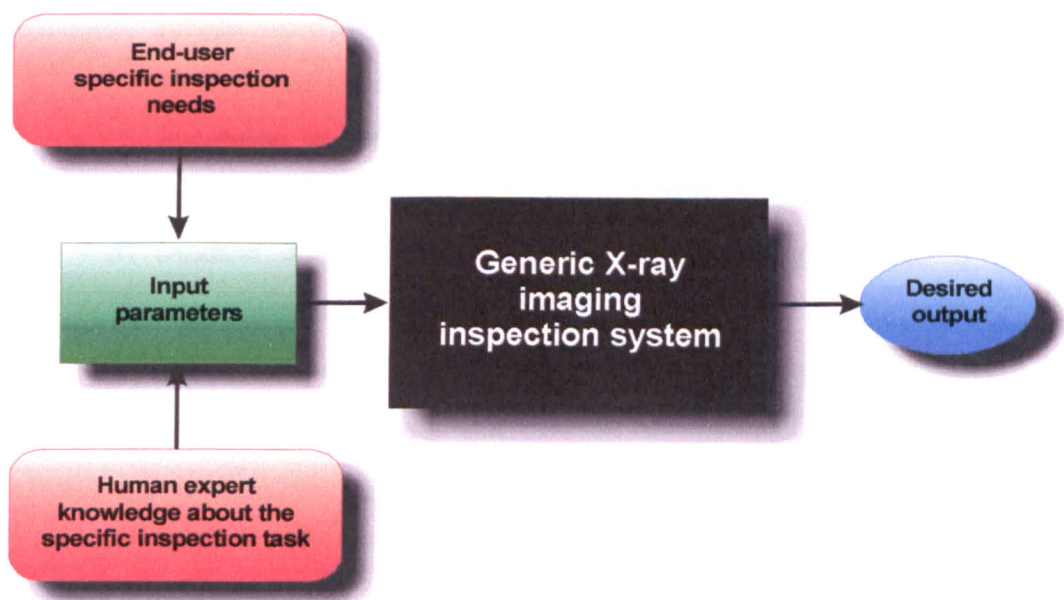 End-user
specific inspection
needs
Input
parameters
Generic X-ray
imaging
inspection system
Desired
output
Human expert
knowledge about the
specific inspection task